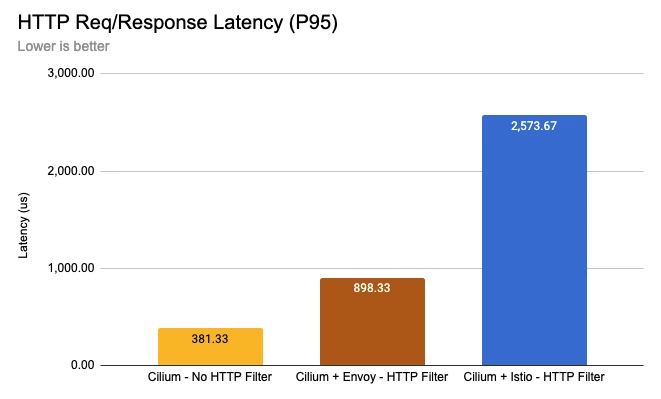 HTTP Req/Response Latency (P95)
Lower is better
3,000.00
2,000.00
1,000.00
0.00
Latency (us)
381.33
898.33
2,573.67
Cilium - No HTTP Filter
Cilium + Envoy - HTTP Filter
Cilium + Istio - HTTP Filter